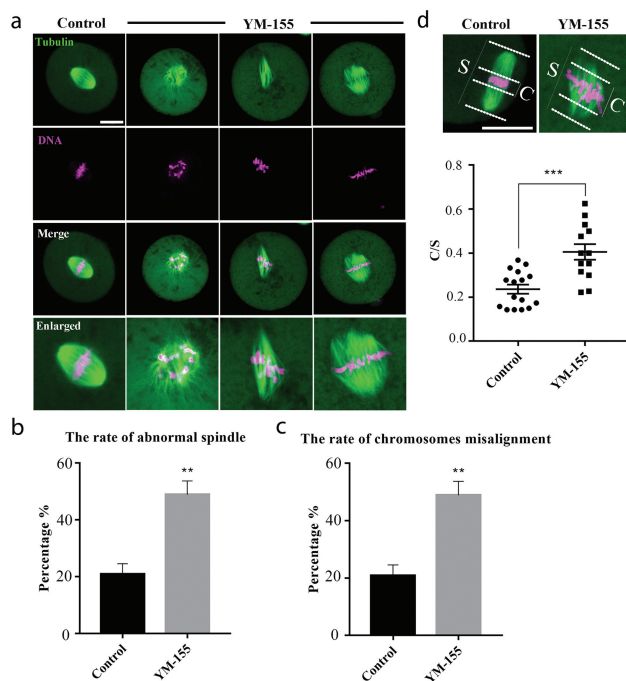 a
Control
YM-155
Tubulin
DNA
Merge
Enlarged
d
Control
YM-155
S
C
S
C
***
0.8
0.6
0.4
0.2
0.0
C/S
Control
YM-155
b
The rate of abnormal spindle
**
60
40
20
0
Percentage %
Control
YM-155
c
The rate of chromosomes misalignment
**
60
40
20
0
Percentage %
Control
YM-155